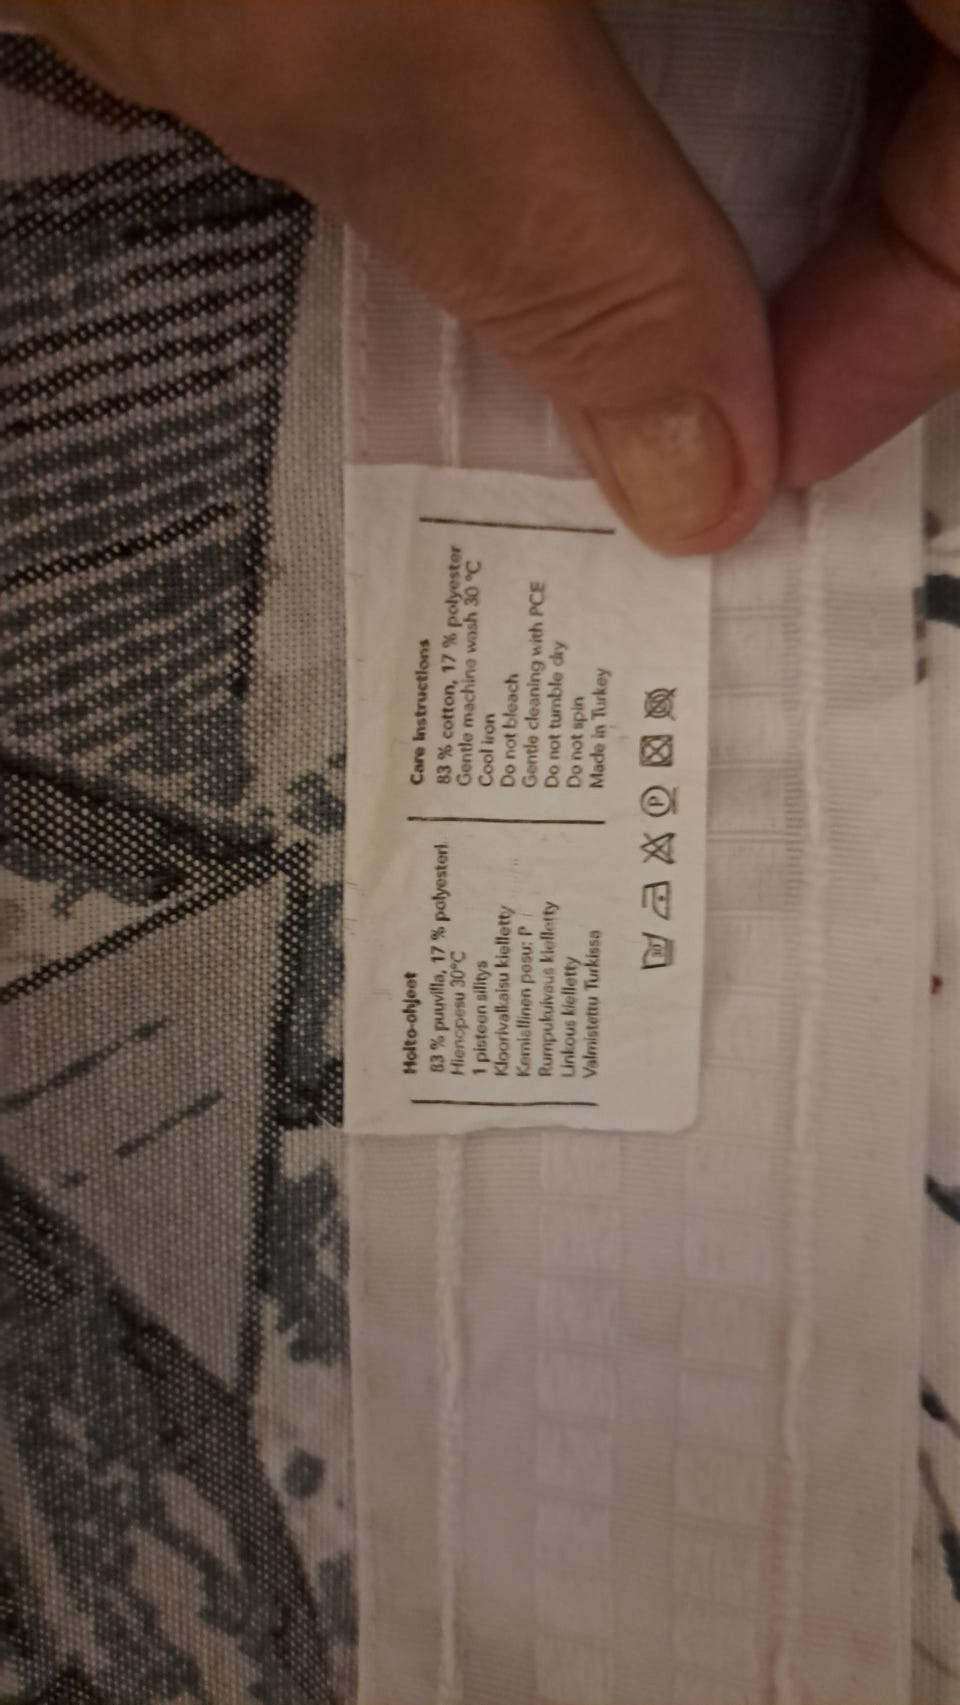 Hoito-ohjeet
83 % puuvilla, 17 % polyesteri
Hienopesu 30°C
1 pisteen silitys
Kloorivalkaisu kielletty
Kemiallinen pesu: P
Rumpukuivaus kielletty
Linkous kielletty
Valmistettu Turkissa
Care instructions
83 % cotton, 17 % polyester
Gentle machine wash 30 °C
Cool iron
Do not bleach
Gentle cleaning with PCE
Do not tumble dry
Do not spin
Made in Turkey
30 P